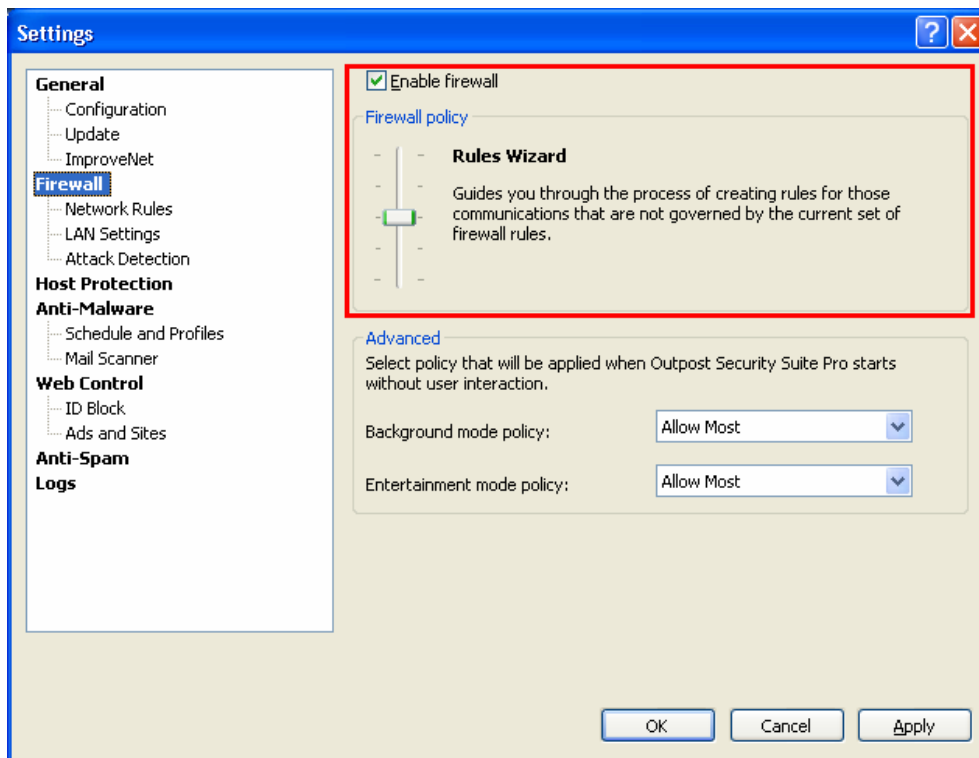 Settings
General
Configuration
Update
ImproveNet
Firewall
Network Rules
LAN Settings
Attack Detection
Host Protection
Anti-Malware
Schedule and Profiles
Mail Scanner
Web Control
ID Block
Ads and Sites
Anti-Spam
Logs
Enable firewall
Firewall policy
Rules Wizard
Guides you through the process of creating rules for those
communications that are not governed by the current set of
firewall rules.
Advanced
Select policy that will be applied when Outpost Security Suite Pro starts
without user interaction.
Background mode policy: Allow Most
Entertainment mode policy: Allow Most
OK Cancel Apply